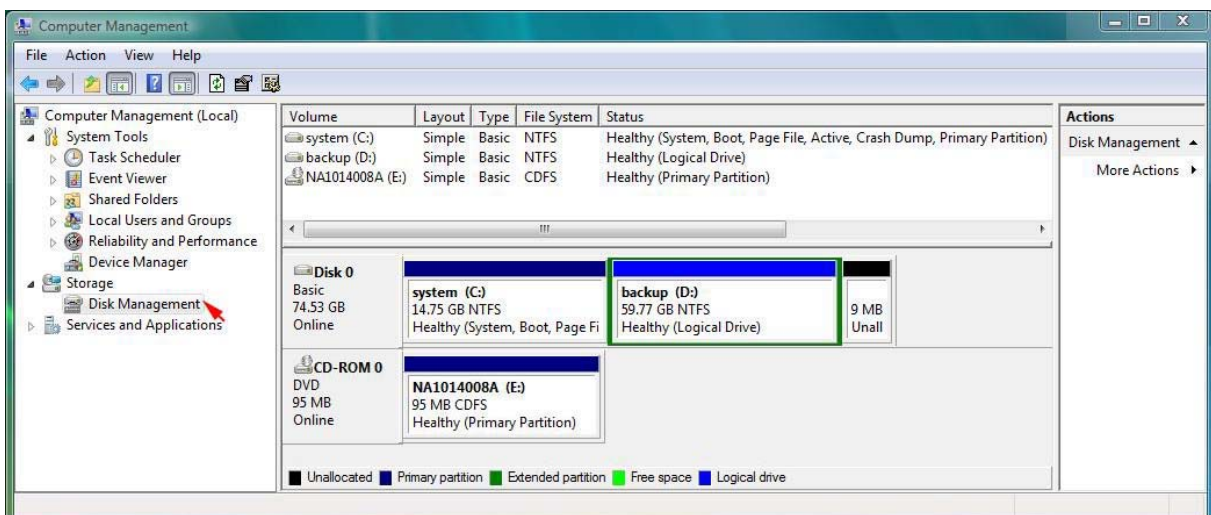 Computer Management
File Action View Help
Computer Management (Local)
System Tools
Task Scheduler
Event Viewer
Shared Folders
Local Users and Groups
Reliability and Performance
Device Manager
Storage
Disk Management
Services and Applications
Volume Layout Type File System Status
system (C:) Simple Basic NTFS Healthy (System, Boot, Page File, Active, Crash Dump, Primary Partition)
backup (D:) Simple Basic NTFS Healthy (Logical Drive)
NA1014008A (E:) Simple Basic CDFS Healthy (Primary Partition)
Disk 0
Basic
74.53 GB
Online
system (C:)
14.75 GB NTFS
Healthy (System, Boot, Page Fi
backup (D:)
59.77 GB NTFS
Healthy (Logical Drive)
9 MB
Unall
CD-ROM 0
DVD
95 MB
Online
NA1014008A (E:)
95 MB CDFS
Healthy (Primary Partition)
Unallocated Primary partition Extended partition Free space Logical drive
Actions
Disk Management
More Actions